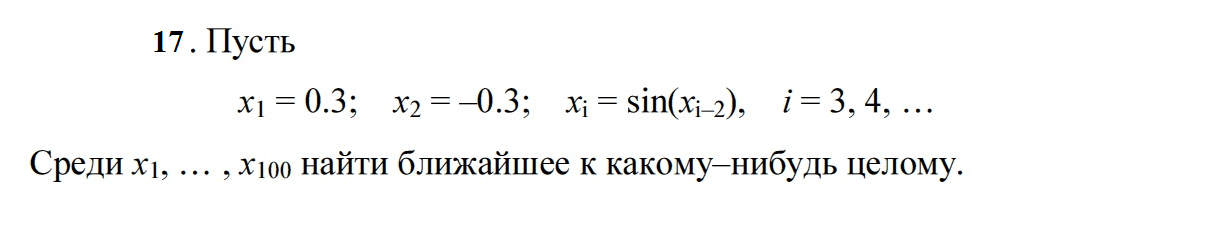 17. Пусть
x₁ = 0.3; x₂ = –0.3; xᵢ = sin(xᵢ₋₂), i = 3, 4, …
Среди x₁, … , x₁₀₀ найти ближайшее к какому–нибудь целому.